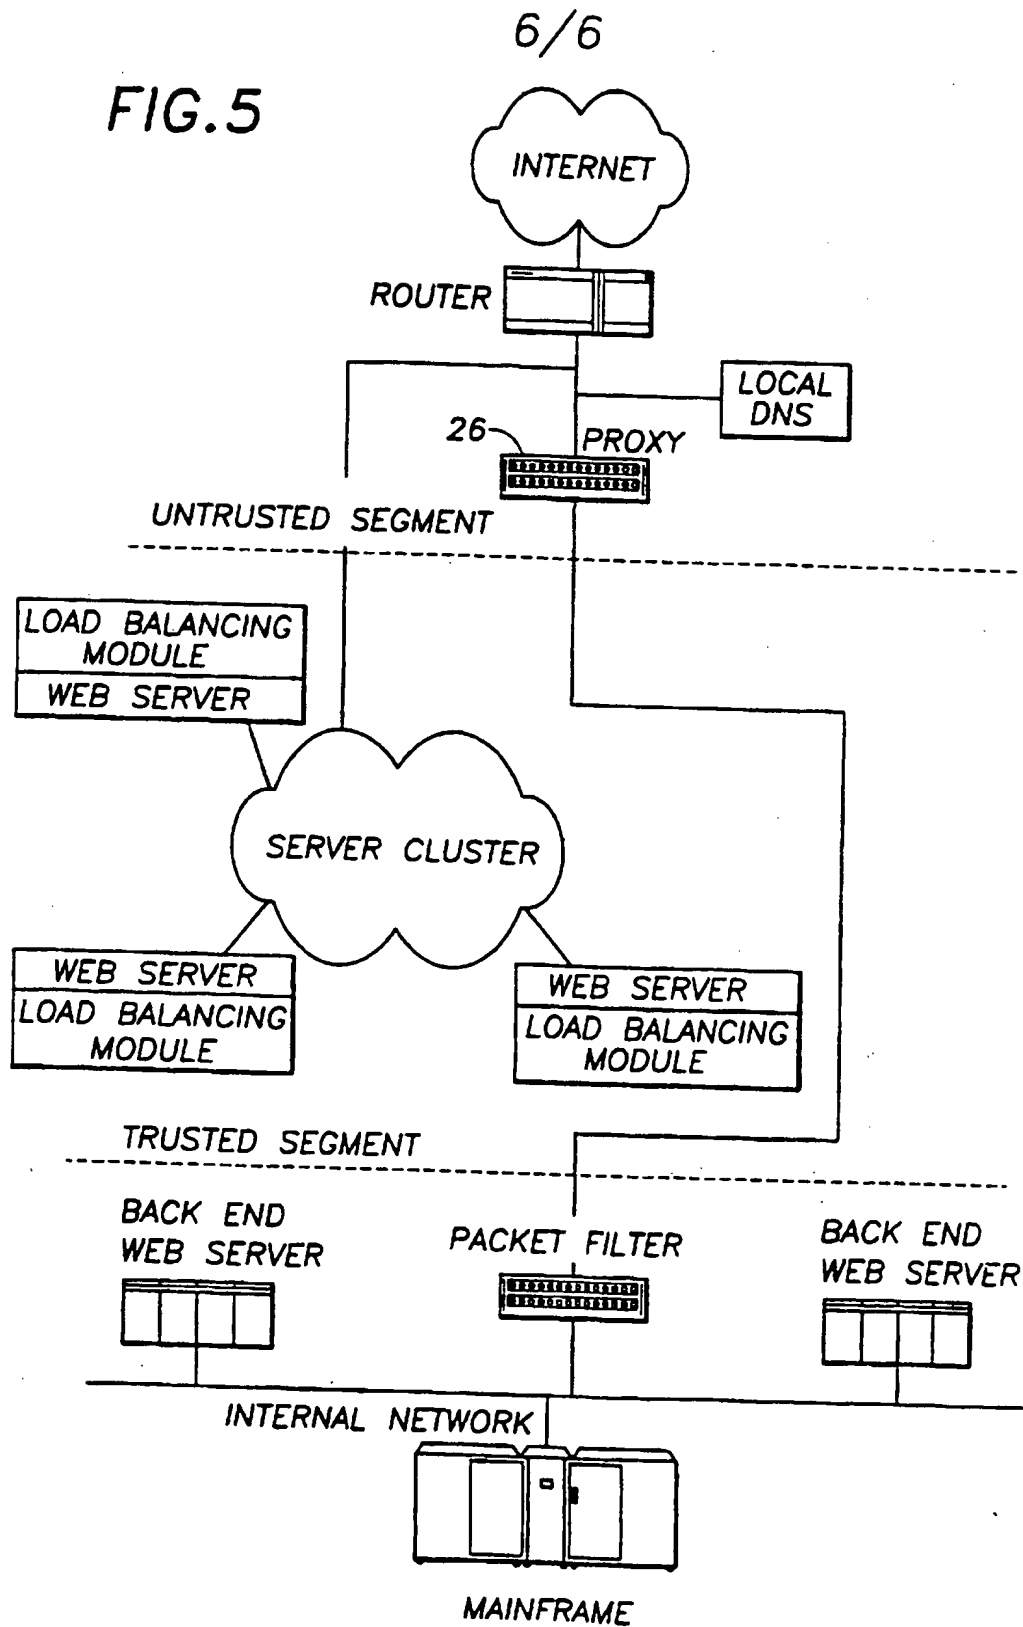 6/6
FIG.5
INTERNET
ROUTER
LOCAL
DNS
26
PROXY
UNTRUSTED SEGMENT
LOAD BALANCING
MODULE
WEB SERVER
SERVER CLUSTER
WEB SERVER
LOAD BALANCING
MODULE
WEB SERVER
LOAD BALANCING
MODULE
TRUSTED SEGMENT
BACK END
WEB SERVER
PACKET FILTER
BACK END
WEB SERVER
INTERNAL NETWORK
MAINFRAME